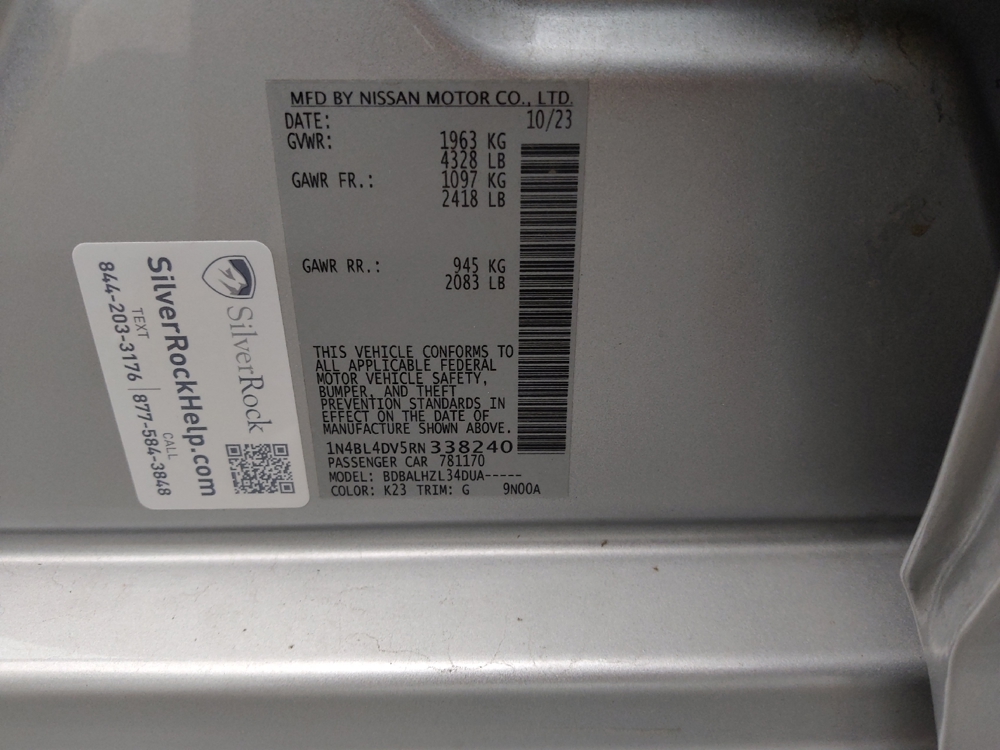 MFD BY NISSAN MOTOR CO., LTD.
DATE: 10/23
GVWR: 1963 KG
4328 LB
GAWR FR.: 1097 KG
2418 LB
GAWR RR.: 945 KG
2083 LB
THIS VEHICLE CONFORMS TO
ALL APPLICABLE FEDERAL
MOTOR VEHICLE SAFETY,
BUMPER, AND THEFT
PREVENTION STANDARDS IN
EFFECT ON THE DATE OF
MANUFACTURE SHOWN ABOVE.
1N4BL4DV5RN338240
PASSENGER CAR 781170
MODEL: BDBALHZL34DUA-----
COLOR: K23 TRIM: G 9N00A
SilverRock
SilverRockHelp.com
TEXT CALL
844-203-3176 | 877-584-3848